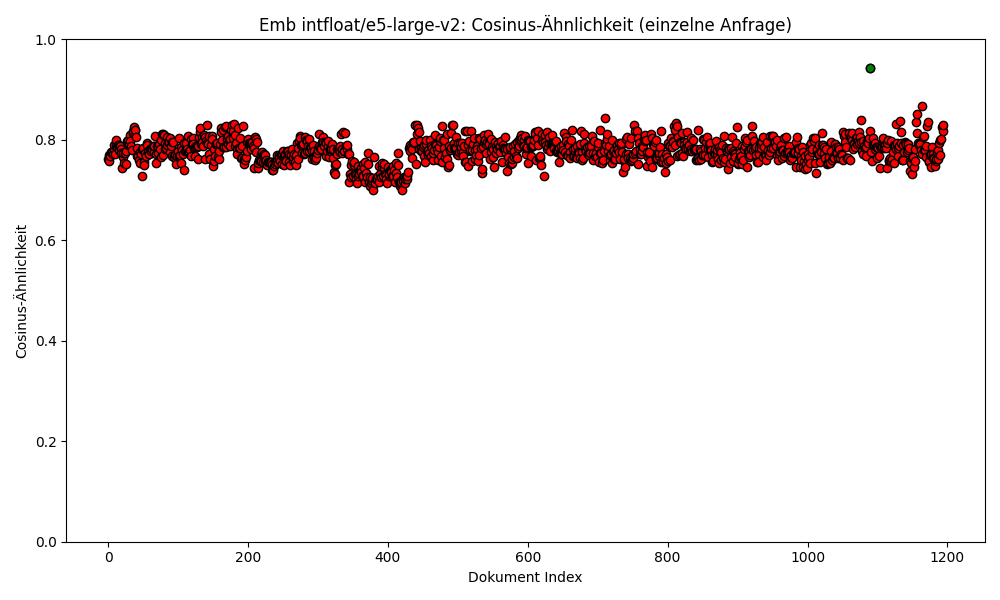 Emb intfloat/e5-large-v2: Cosinus-Ähnlichkeit (einzelne Anfrage)
1.0
0.8
0.6
0.4
0.2
0.0
Cosinus-Ähnlichkeit
0 200 400 600 800 1000 1200
Dokument Index